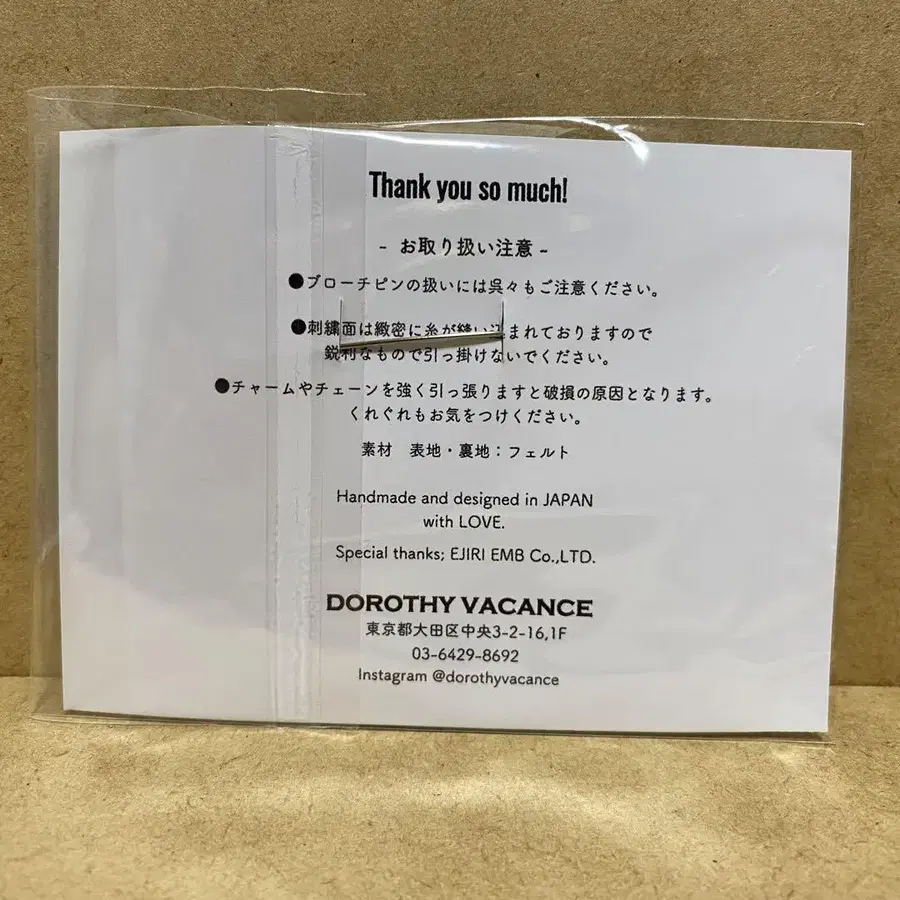 Thank you so much!
- お取り扱い注意 -
●ブローチピンの扱いには呉々もご注意ください。
●刺繍面は緻密に糸が縫い込まれておりますので
鋭利なもので引っ掛けないでください。
●チャームやチェーンを強く引っ張りますと破損の原因となります。
くれぐれもお気をつけください。
素材 表地・裏地：フェルト
Handmade and designed in JAPAN
with LOVE.
Special thanks; EJIRI EMB Co.,LTD.
DOROTHY VACANCE
東京都大田区中央3-2-16,1F
03-6429-8692
Instagram @dorothyvacance